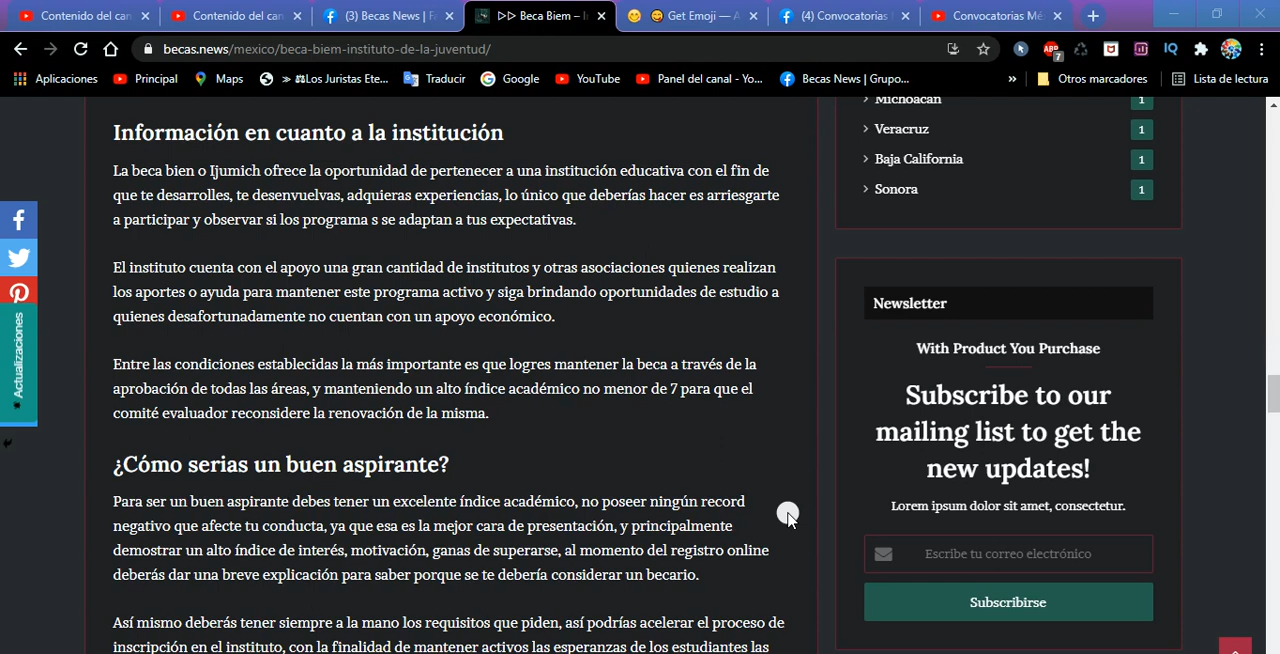 Contenido del can
Contenido del can
(3) Becas News | Fa
▷▷ Beca Biem – In
Get Emoji — A
(4) Convocatorias M
Convocatorias Mé
becas.news/mexico/beca-biem-instituto-de-la-juventud/
ABP
7
IQ
Aplicaciones
Principal
Maps
» ⚖Los Juristas Ete...
Traducir
Google
YouTube
Panel del canal - Yo...
Becas News | Grupo...
»
Otros marcadores
Lista de lectura
Información en cuanto a la institución
La beca bien o Ijumich ofrece la oportunidad de pertenecer a una institución educativa con el fin de
que te desarrolles, te desenvuelvas, adquieras experiencias, lo único que deberías hacer es arriesgarte
a participar y observar si los programa s se adaptan a tus expectativas.
El instituto cuenta con el apoyo una gran cantidad de institutos y otras asociaciones quienes realizan
los aportes o ayuda para mantener este programa activo y siga brindando oportunidades de estudio a
quienes desafortunadamente no cuentan con un apoyo económico.
Entre las condiciones establecidas la más importante es que logres mantener la beca a través de la
aprobación de todas las áreas, y manteniendo un alto índice académico no menor de 7 para que el
comité evaluador reconsidere la renovación de la misma.
¿Cómo serias un buen aspirante?
Para ser un buen aspirante debes tener un excelente índice académico, no poseer ningún record
negativo que afecte tu conducta, ya que esa es la mejor cara de presentación, y principalmente
demostrar un alto índice de interés, motivación, ganas de superarse, al momento del registro online
deberás dar una breve explicación para saber porque se te debería considerar un becario.
Así mismo deberás tener siempre a la mano los requisitos que piden, así podrías acelerar el proceso de
inscripción en el instituto, con la finalidad de mantener activos las esperanzas de los estudiantes las
Actualizaciones
Michoacán
1
Veracruz
1
Baja California
1
Sonora
1
Newsletter
With Product You Purchase
Subscribe to our
mailing list to get the
new updates!
Lorem ipsum dolor sit amet, consectetur.
Escribe tu correo electrónico
Subscribirse